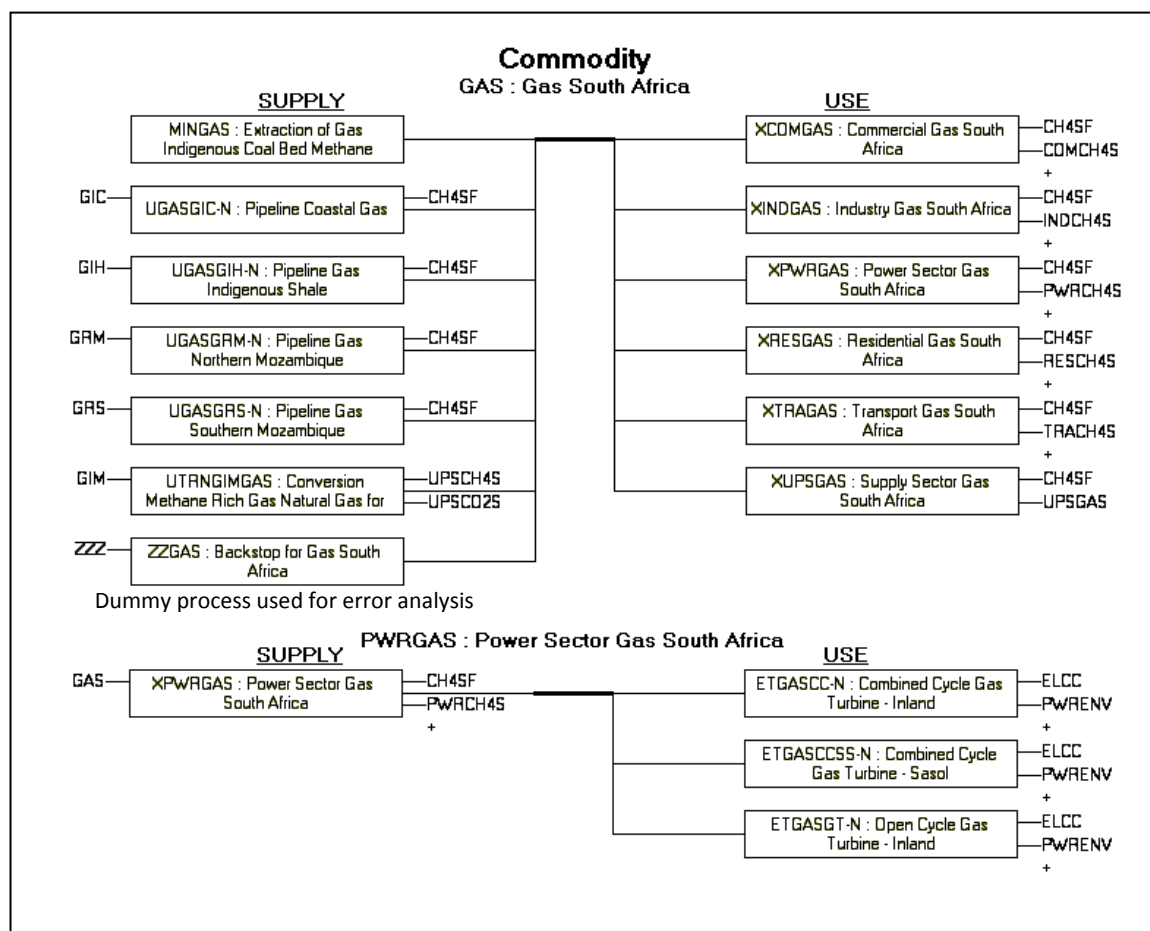 Commodity
GAS : Gas South Africa
SUPPLY
MINGAS : Extraction of Gas
Indigenous Coal Bed Methane
GIC
UGASGIC-N : Pipeline Coastal Gas
CH4SF
GIH
UGASGIH-N : Pipeline Gas
Indigenous Shale
CH4SF
GRM
UGASGRM-N : Pipeline Gas
Northern Mozambique
CH4SF
GRS
UGASGRS-N : Pipeline Gas
Southern Mozambique
CH4SF
GIM
UTRNGIMGAS : Conversion
Methane Rich Gas Natural Gas for
UPSCH4S
UPSCO2S
ZZZ
ZZGAS : Backstop for Gas South
Africa
Dummy process used for error analysis
USE
XCOMGAS : Commercial Gas South
Africa
CH4SF
COMCH4S
+
XINDGAS : Industry Gas South Africa
CH4SF
INDCH4S
+
XPWRGAS : Power Sector Gas
South Africa
CH4SF
PWRCH4S
+
XRESGAS : Residential Gas South
Africa
CH4SF
RESCH4S
+
XTRAGAS : Transport Gas South
Africa
CH4SF
TRACH4S
+
XUPSGAS : Supply Sector Gas
South Africa
CH4SF
UPSGAS
PWRGAS : Power Sector Gas South Africa
SUPPLY
GAS
XPWRGAS : Power Sector Gas
South Africa
CH4SF
PWRCH4S
+
USE
ETGASCC-N : Combined Cycle Gas
Turbine - Inland
ELCC
PWRENV
+
ETGASCCSS-N : Combined Cycle
Gas Turbine - Sasol
ELCC
PWRENV
+
ETGASGT-N : Open Cycle Gas
Turbine - Inland
ELCC
PWRENV
+